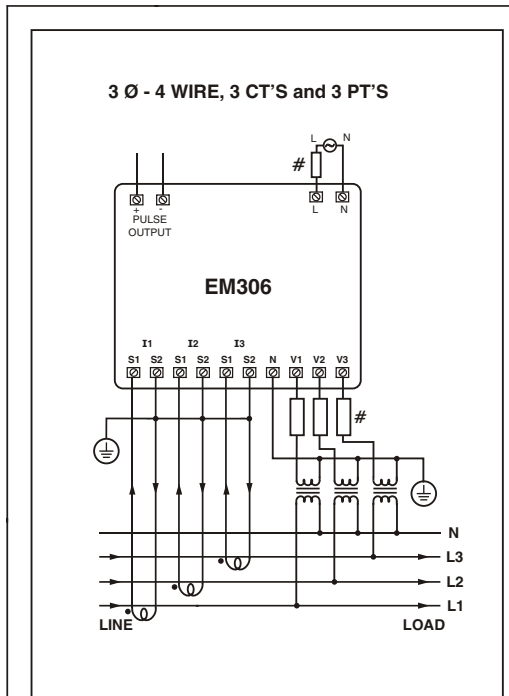 3 Ø - 4 WIRE, 3 CT'S and 3 PT'S
L N
#
+ - L N
PULSE
OUTPUT
EM306
I1 I2 I3
S1 S2 S1 S2 S1 S2 N V1 V2 V3
#
N
L3
L2
L1
LINE LOAD